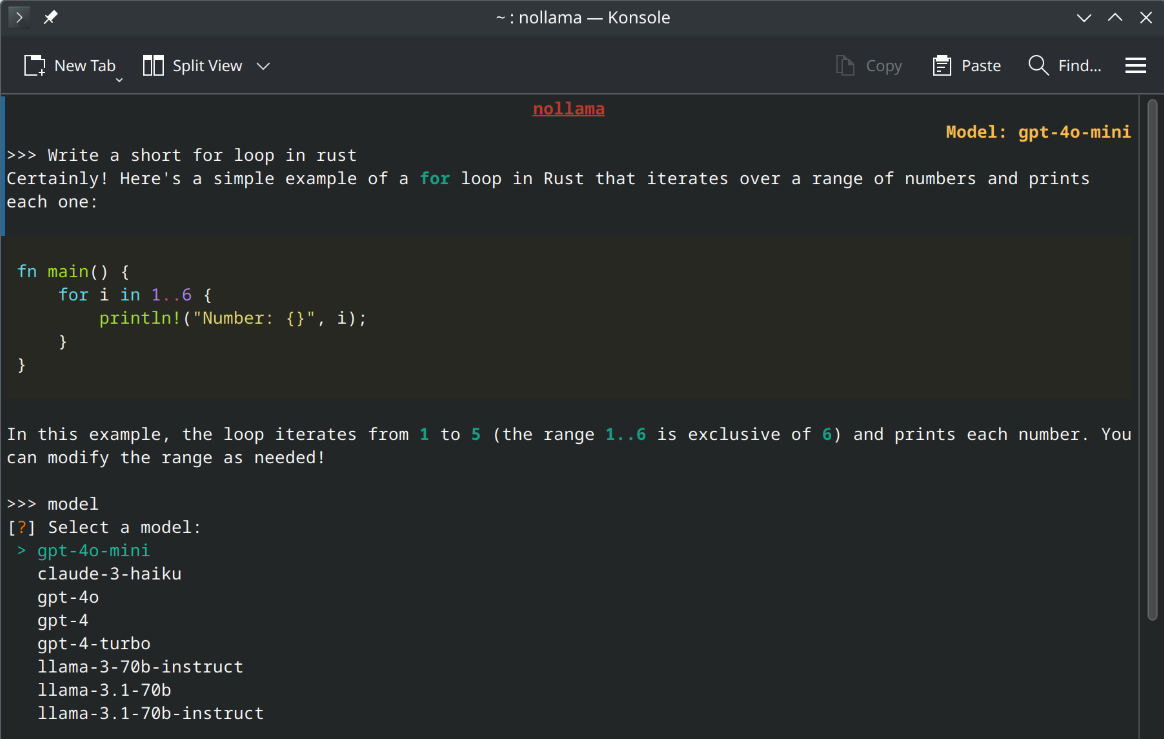 ~ : nollama — Konsole
New Tab Split View Copy Paste Find...
nollama
Model: gpt-4o-mini
>>> Write a short for loop in rust
Certainly! Here's a simple example of a for loop in Rust that iterates over a range of numbers and prints
each one:
fn main() {
    for i in 1..6 {
        println!("Number: {}", i);
    }
}
In this example, the loop iterates from 1 to 5 (the range 1..6 is exclusive of 6) and prints each number. You
can modify the range as needed!
>>> model
[?] Select a model:
 > gpt-4o-mini
   claude-3-haiku
   gpt-4o
   gpt-4
   gpt-4-turbo
   llama-3-70b-instruct
   llama-3.1-70b
   llama-3.1-70b-instruct